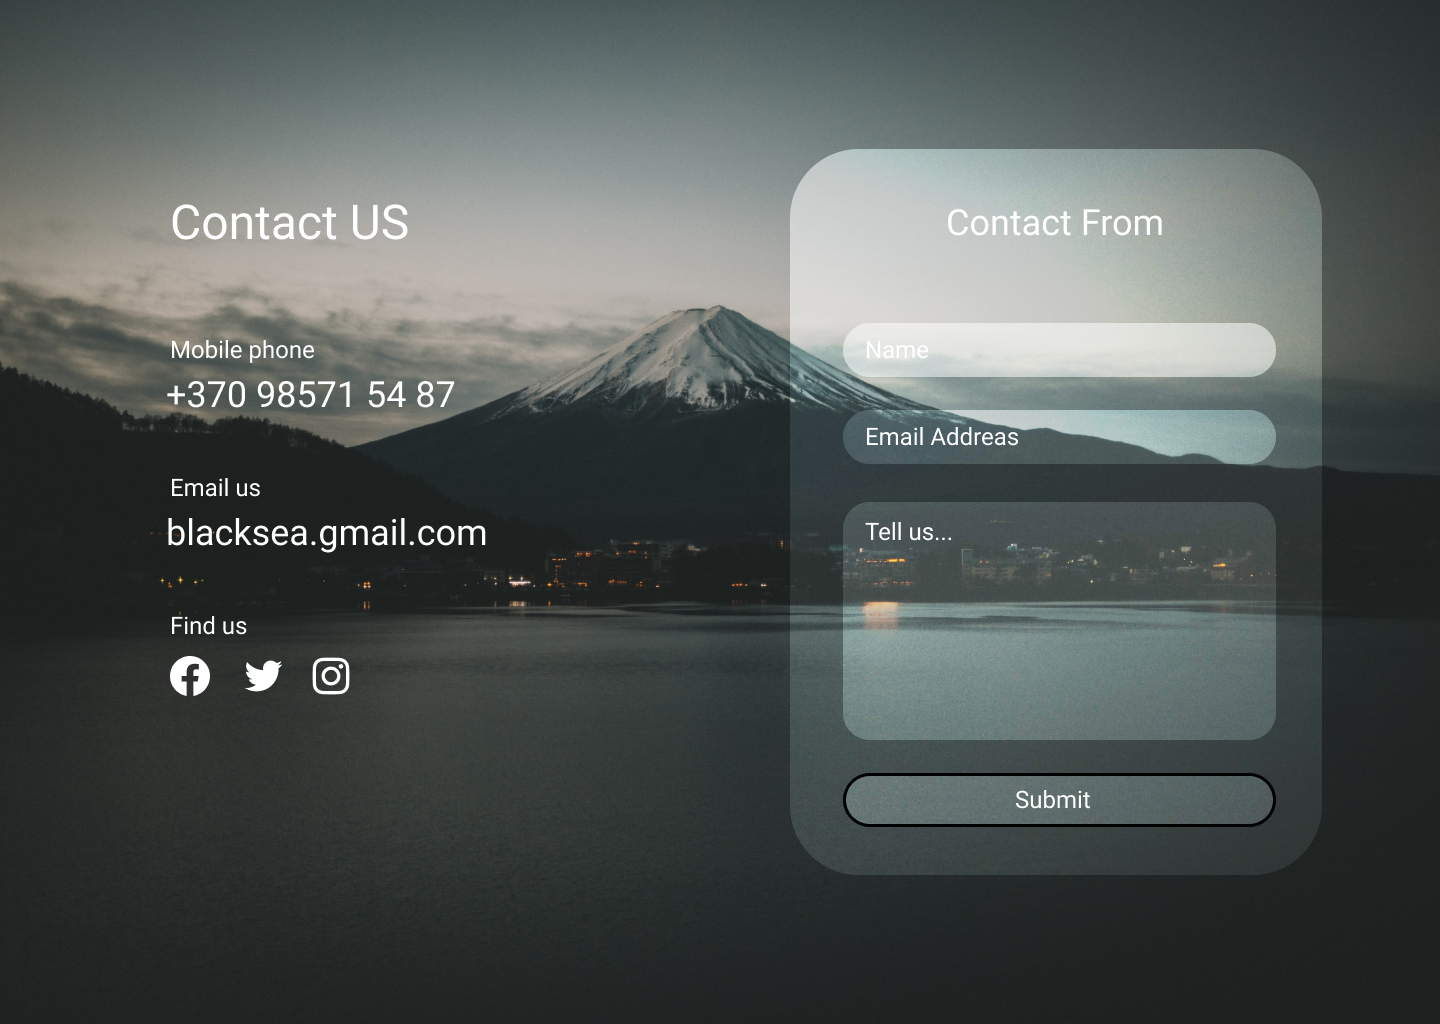 Contact US
Mobile phone
+370 98571 54 87
Email us
blacksea.gmail.com
Find us
Contact From
Name
Email Addreas
Tell us...
Submit